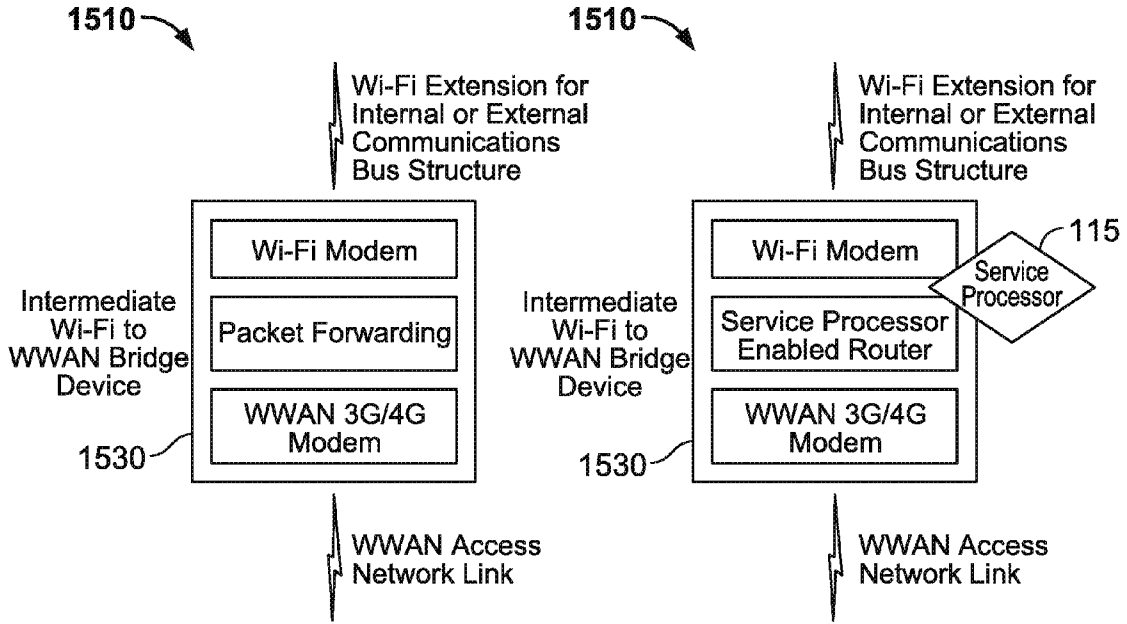 1510
Wi-Fi Extension for
Internal or External
Communications
Bus Structure
Wi-Fi Modem
Intermediate
Wi-Fi to
WWAN Bridge
Device
Packet Forwarding
WWAN 3G/4G
Modem
1530
WWAN Access
Network Link
1510
Wi-Fi Extension for
Internal or External
Communications
Bus Structure
115
Wi-Fi Modem
Service
Processor
Intermediate
Wi-Fi to
WWAN Bridge
Device
Service Processor
Enabled Router
WWAN 3G/4G
Modem
1530
WWAN Access
Network Link